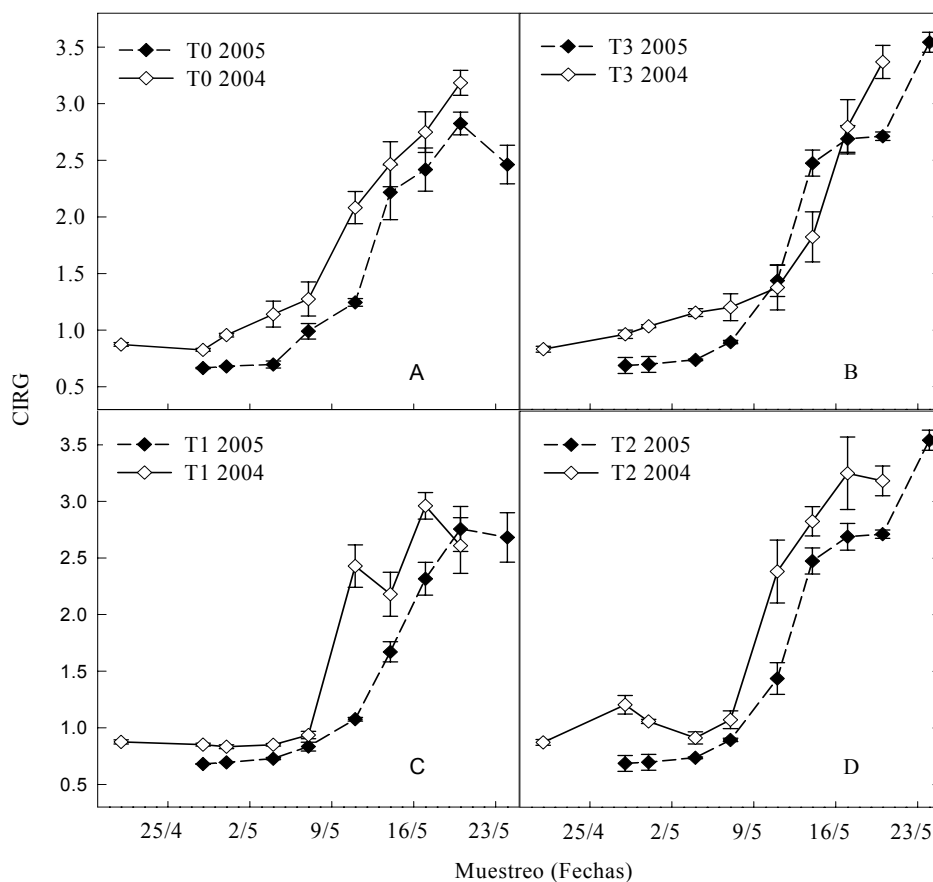 T0 2005
T0 2004
3.5
3.0
2.5
2.0
1.5
1.0
0.5
A
T3 2005
T3 2004
B
CIRG
T1 2005
T1 2004
3.5
3.0
2.5
2.0
1.5
1.0
0.5
C
T2 2005
T2 2004
D
25/4 2/5 9/5 16/5 23/5 25/4 2/5 9/5 16/5 23/5
Muestreo (Fechas)